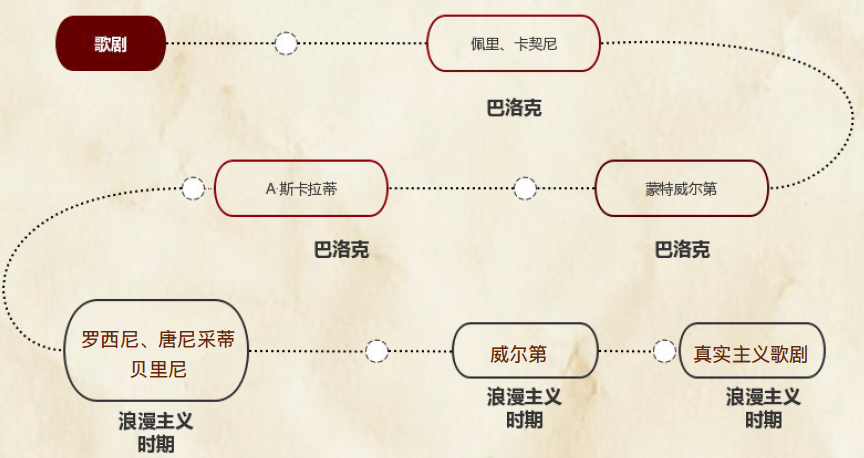 歌剧
佩里、卡契尼
巴洛克
A·斯卡拉蒂
蒙特威尔第
巴洛克
巴洛克
罗西尼、唐尼采蒂
贝里尼
威尔第
真实主义歌剧
浪漫主义
时期
浪漫主义
时期
浪漫主义
时期